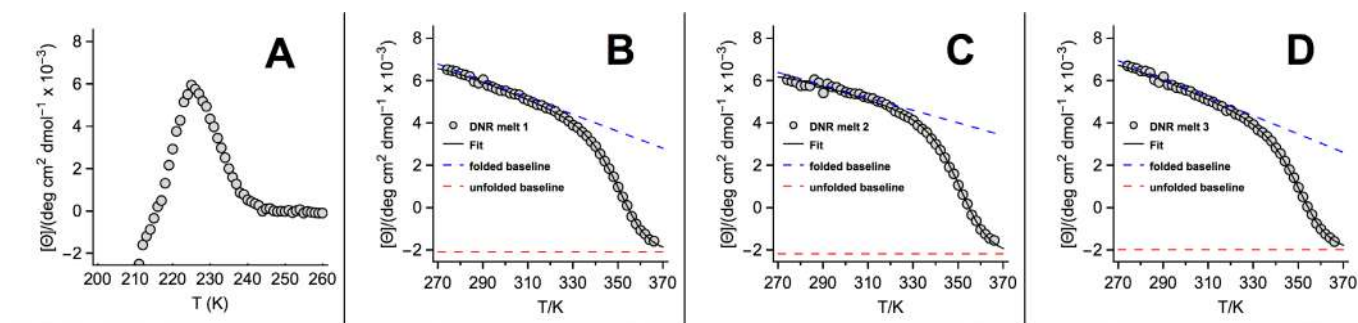 A
[Θ]/(deg cm² dmol⁻¹ x 10⁻³)
8
6
4
2
0
−2
200 210 220 230 240 250 260
T (K)
B
[Θ]/(deg cm² dmol⁻¹ x 10⁻³)
8
6
4
2
0
−2
DNR melt 1
Fit
folded baseline
unfolded baseline
270 290 310 330 350 370
T/K
C
[Θ]/(deg cm² dmol⁻¹ x 10⁻³)
8
6
4
2
0
−2
DNR melt 2
Fit
folded baseline
unfolded baseline
270 290 310 330 350 370
T/K
D
[Θ]/(deg cm² dmol⁻¹ x 10⁻³)
8
6
4
2
0
−2
DNR melt 3
Fit
folded baseline
unfolded baseline
270 290 310 330 350 370
T/K